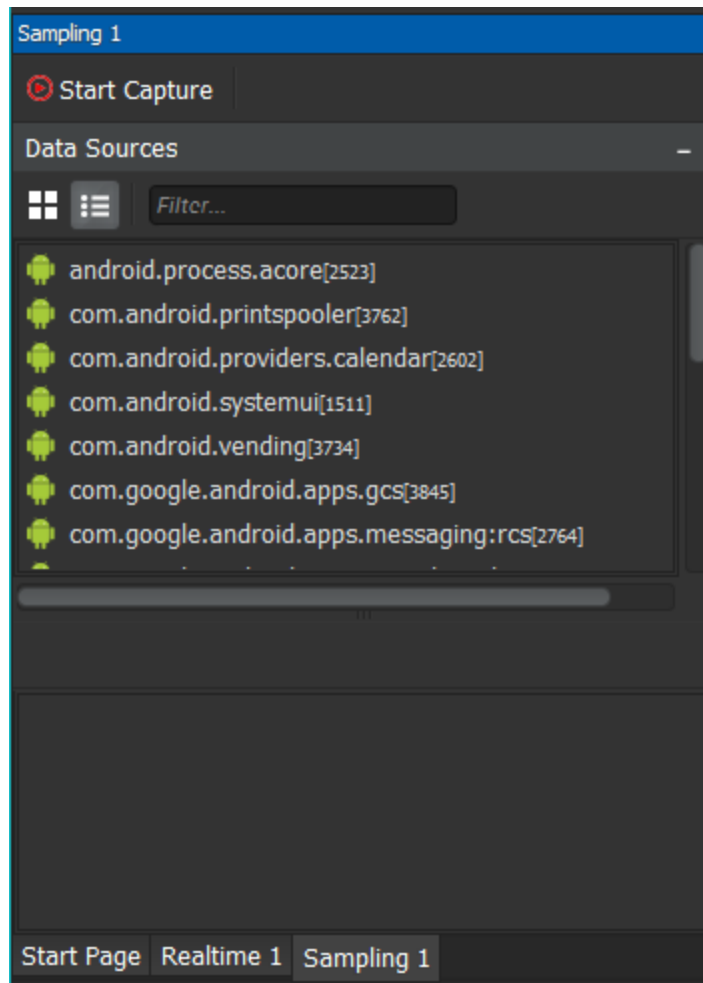 Sampling 1
Start Capture
Data Sources
Filter...
android.process.acore[2523]
com.android.printspooler[3762]
com.android.providers.calendar[2602]
com.android.systemui[1511]
com.android.vending[3734]
com.google.android.apps.gcs[3845]
com.google.android.apps.messaging:rcs[2764]
Start Page Realtime 1 Sampling 1